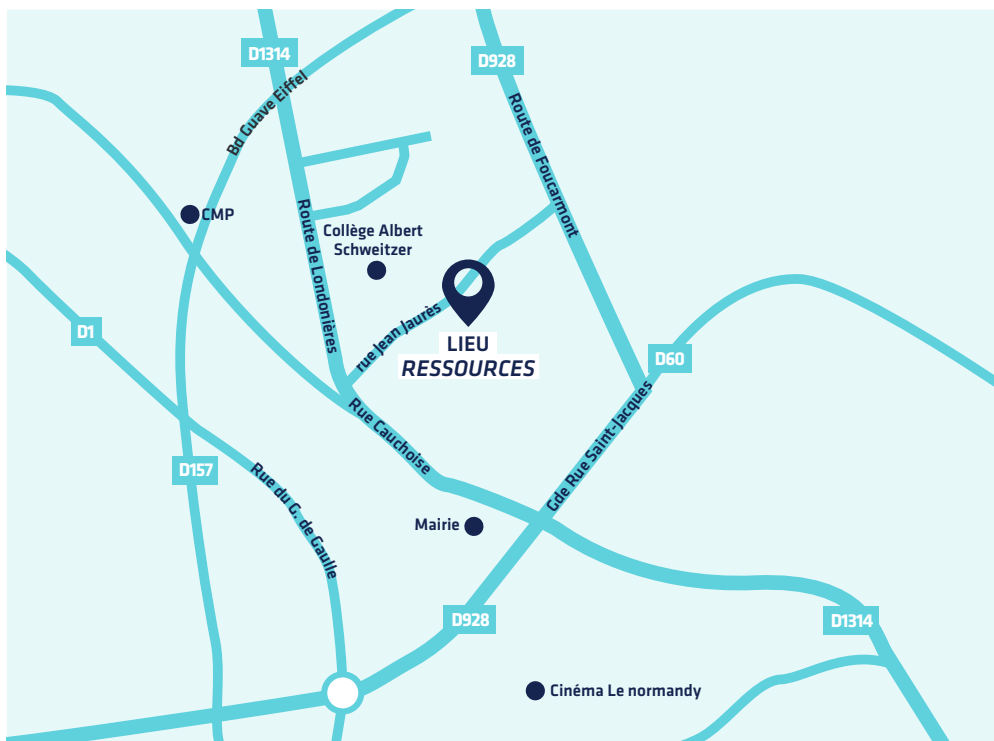 D1314
D928
Bd Guave Eiffel
Route de Foucarmont
CMP
Route de Londonières
Collège Albert
Schweitzer
rue Jean Jaurès
D1
LIEU
RESSOURCES
D60
Rue Cauchoise
Gde Rue Saint-Jacques
D157
Rue du G. de Gaulle
Mairie
D928
D1314
Cinéma Le normandy